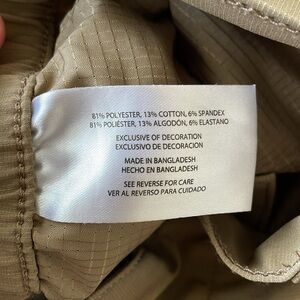 81% POLYESTER, 13% COTTON, 6% SPANDEX
81% POLIÉSTER, 13% ALGODÓN, 6% ELASTANO
EXCLUSIVE OF DECORATION
EXCLUSIVO DE DECORACION
MADE IN BANGLADESH
HECHO EN BANGLADESH
SEE REVERSE FOR CARE
VER AL REVERSO PARA CUIDADO